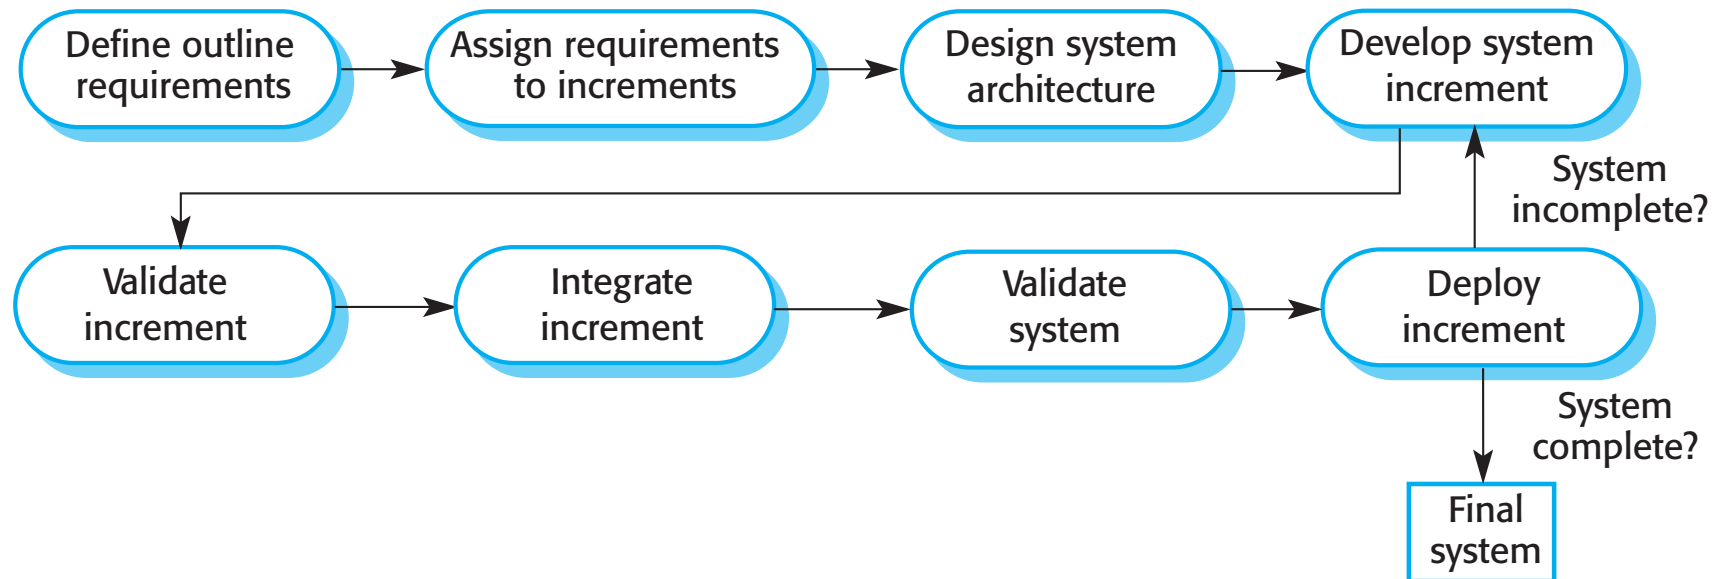 Define outline
requirements
Assign requirements
to increments
Design system
architecture
Develop system
increment
System
incomplete?
Validate
increment
Integrate
increment
Validate
system
Deploy
increment
System
complete?
Final
system